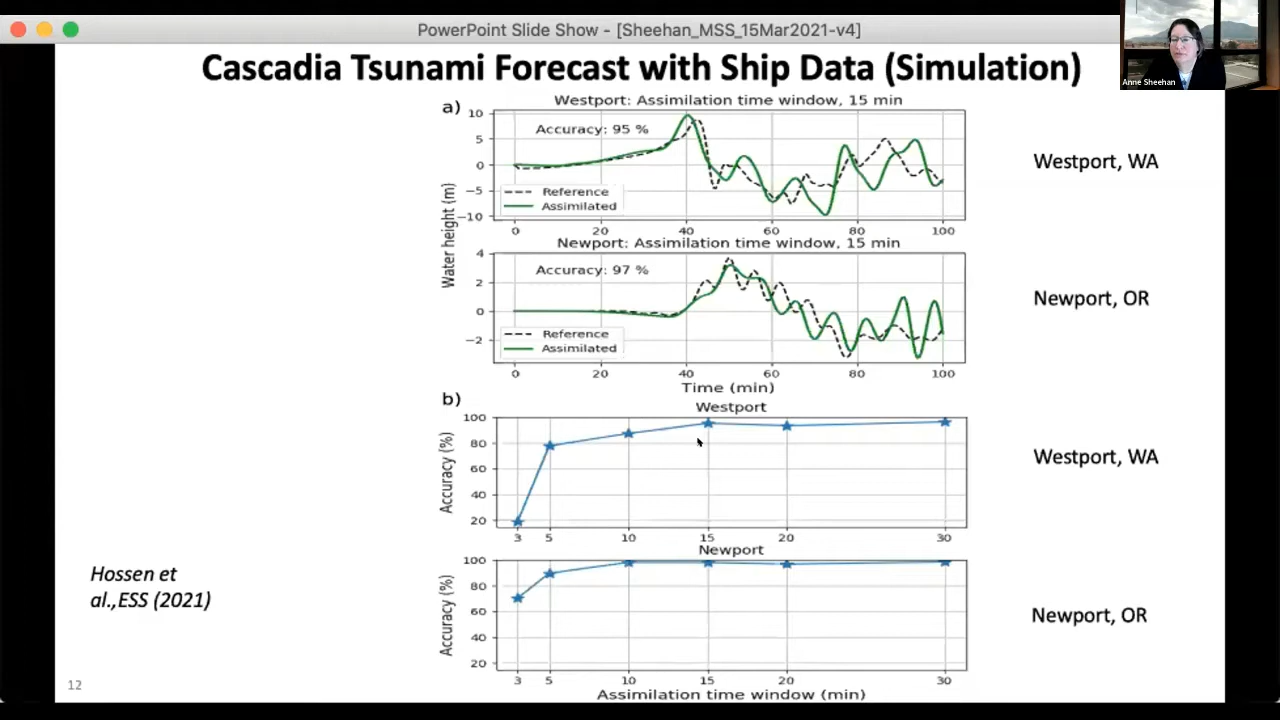 PowerPoint Slide Show - [Sheehan_MSS_15Mar2021-v4]
Anne Sheehan
Cascadia Tsunami Forecast with Ship Data (Simulation)
a)
Westport: Assimilation time window, 15 min
Accuracy: 95 %
Reference
Assimilated
10
5
0
−5
−10
0 20 40 60 80 100
Westport, WA
Water height (m)
Newport: Assimilation time window, 15 min
Accuracy: 97 %
Reference
Assimilated
4
2
0
−2
0 20 40 60 80 100
Time (min)
Newport, OR
b)
Westport
Accuracy (%)
100
80
60
40
20
3 5 10 15 20 30
Westport, WA
Newport
Accuracy (%)
100
80
60
40
20
3 5 10 15 20 30
Assimilation time window (min)
Newport, OR
Hossen et
al.,ESS (2021)
12